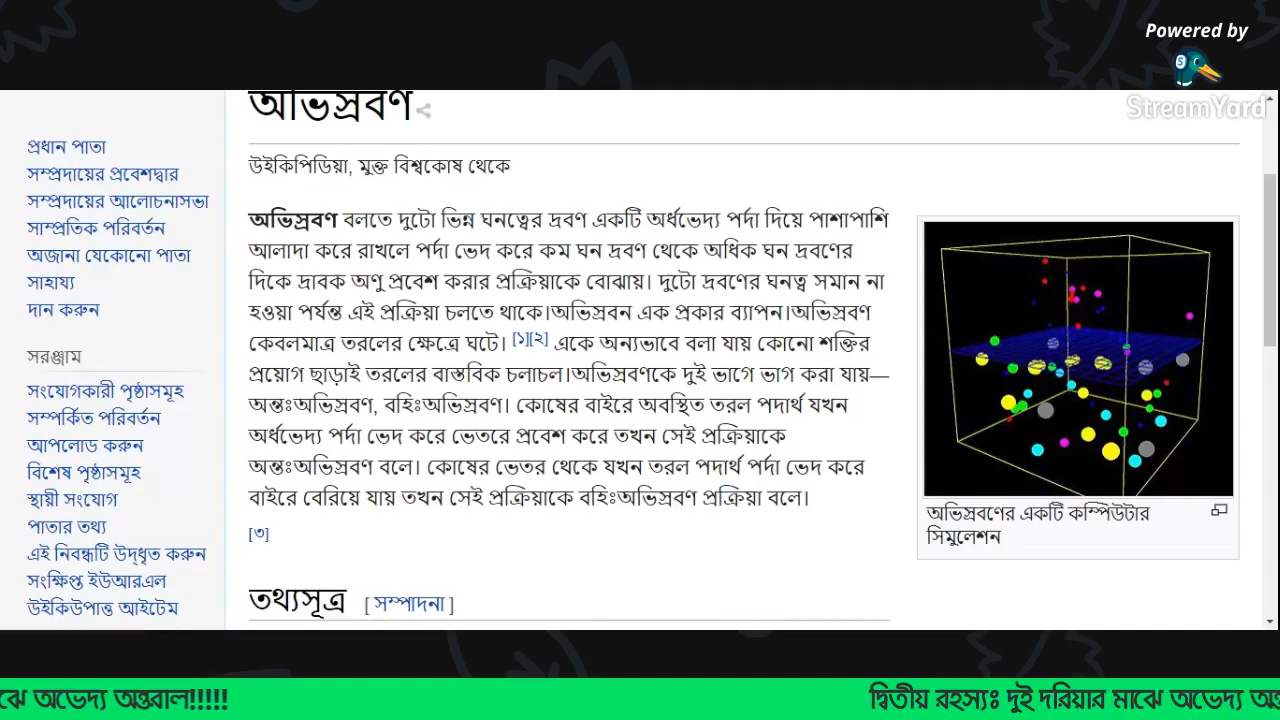 Powered by
StreamYard
অভিস্রবণ
উইকিপিডিয়া, মুক্ত বিশ্বকোষ থেকে
প্রধান পাতা
সম্প্রদায়ের প্রবেশদ্বার
সম্প্রদায়ের আলোচনাসভা
সাম্প্রতিক পরিবর্তন
অজানা যেকোনো পাতা
সাহায্য
দান করুন
সরঞ্জাম
সংযোগকারী পৃষ্ঠাসমূহ
সম্পর্কিত পরিবর্তন
আপলোড করুন
বিশেষ পৃষ্ঠাসমূহ
স্থায়ী সংযোগ
পাতার তথ্য
এই নিবন্ধটি উদ্ধৃত করুন
সংক্ষিপ্ত ইউআরএল
উইকিউপাত্ত আইটেম
অভিস্রবণ বলতে দুটো ভিন্ন ঘনত্বের দ্রবণ একটি অর্ধভেদ্য পর্দা দিয়ে পাশাপাশি
আলাদা করে রাখলে পর্দা ভেদ করে কম ঘন দ্রবণ থেকে অধিক ঘন দ্রবণের
দিকে দ্রাবক অণু প্রবেশ করার প্রক্রিয়াকে বোঝায়। দুটো দ্রবণের ঘনত্ব সমান না
হওয়া পর্যন্ত এই প্রক্রিয়া চলতে থাকে।অভিস্রবন এক প্রকার ব্যাপন।অভিস্রবণ
কেবলমাত্র তরলের ক্ষেত্রে ঘটে। [১][২] একে অন্যভাবে বলা যায় কোনো শক্তির
প্রয়োগ ছাড়াই তরলের বাস্তবিক চলাচল।অভিস্রবণকে দুই ভাগে ভাগ করা যায়—
অন্তঃঅভিস্রবণ, বহিঃঅভিস্রবণ। কোষের বাইরে অবস্থিত তরল পদার্থ যখন
অর্ধভেদ্য পর্দা ভেদ করে ভেতরে প্রবেশ করে তখন সেই প্রক্রিয়াকে
অন্তঃঅভিস্রবণ বলে। কোষের ভেতর থেকে যখন তরল পদার্থ পর্দা ভেদ করে
বাইরে বেরিয়ে যায় তখন সেই প্রক্রিয়াকে বহিঃঅভিস্রবণ প্রক্রিয়া বলে।
[৩]
অভিস্রবণের একটি কম্পিউটার
সিমুলেশন
তথ্যসূত্র [ সম্পাদনা ]
ঝে অভেদ্য অন্তরাল!!!!! দ্বিতীয় রহস্যঃ দুই দরিয়ার মাঝে অভেদ্য অন্ত